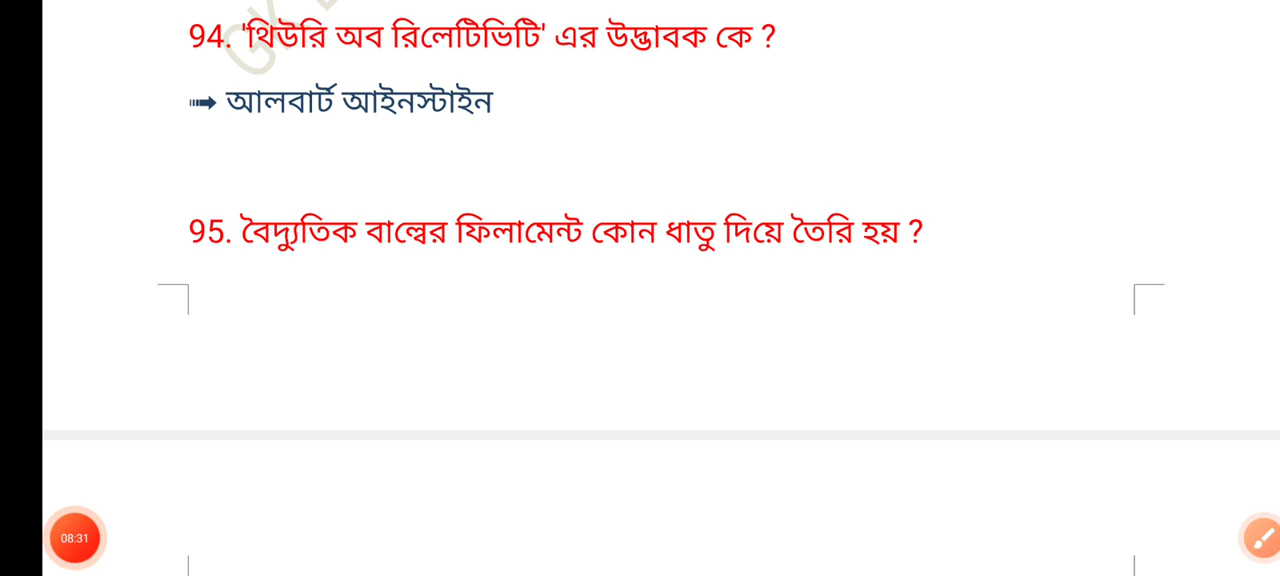 94. 'থিউরি অব রিলেটিভিটি' এর উদ্ভাবক কে ?
➟ আলবার্ট আইনস্টাইন
95. বৈদ্যুতিক বাল্বের ফিলামেন্ট কোন ধাতু দিয়ে তৈরি হয় ?
08:31